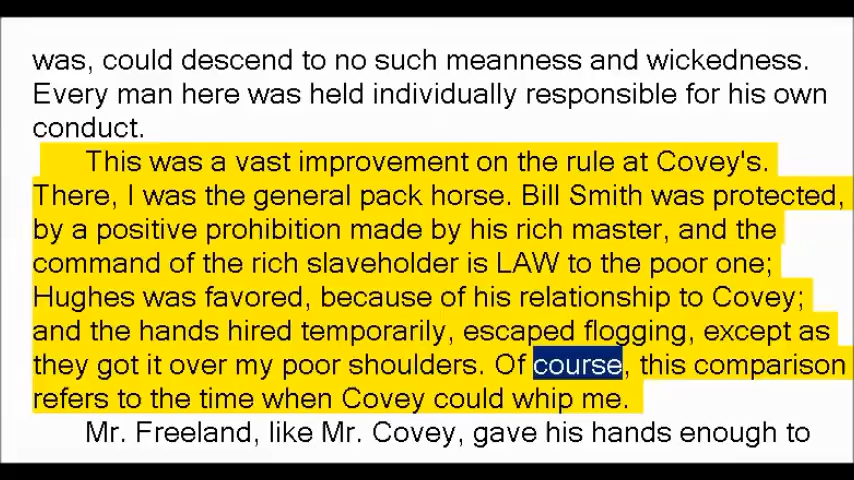 was, could descend to no such meanness and wickedness.
Every man here was held individually responsible for his own
conduct.
This was a vast improvement on the rule at Covey's.
There, I was the general pack horse. Bill Smith was protected,
by a positive prohibition made by his rich master, and the
command of the rich slaveholder is LAW to the poor one;
Hughes was favored, because of his relationship to Covey;
and the hands hired temporarily, escaped flogging, except as
they got it over my poor shoulders. Of course, this comparison
refers to the time when Covey could whip me.
Mr. Freeland, like Mr. Covey, gave his hands enough to